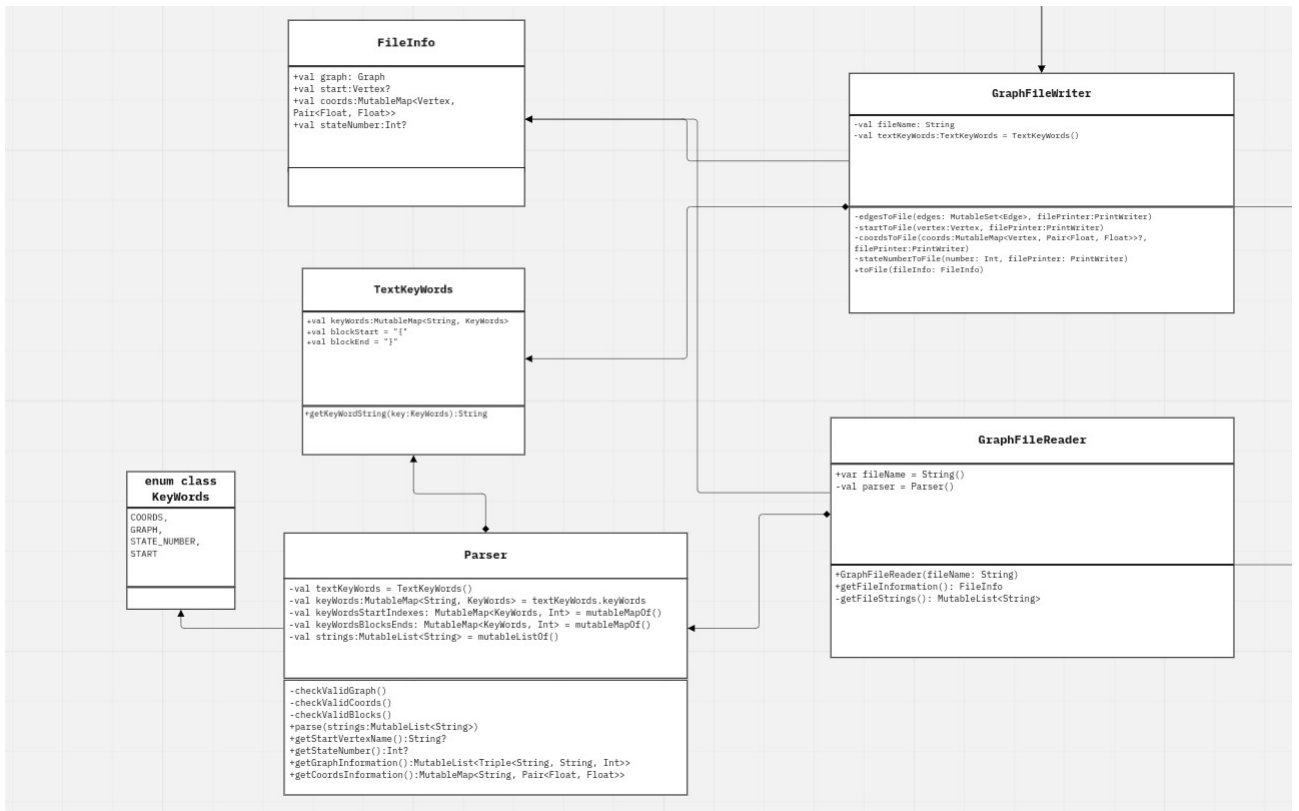 FileInfo
+val graph: Graph
+val start:Vertex?
+val coords:MutableMap<Vertex,
Pair<Float, Float>>
+val stateNumber:Int?
GraphFileWriter
-val fileName: String
-val textKeyWords:TextKeyWords = TextKeyWords()
-edgesToFile(edges: MutableSet<Edge>, filePrinter:PrintWriter)
-startToFile(vertex:Vertex, filePrinter:PrintWriter)
-coordsToFile(coords:MutableMap<Vertex, Pair<Float, Float>>?,
filePrinter:PrintWriter)
-stateNumberToFile(number: Int, filePrinter: PrintWriter)
+toFile(fileInfo: FileInfo)
TextKeyWords
+val keyWords:MutableMap<String, KeyWords>
+val blockStart = "{"
+val blockEnd = "}"
+getKeyWordString(key:KeyWords):String
GraphFileReader
+var fileName = String()
-val parser = Parser()
+GraphFileReader(fileName: String)
+getFileInformation(): FileInfo
-getFileStrings(): MutableList<String>
enum class
KeyWords
COORDS,
GRAPH,
STATE_NUMBER,
START
Parser
-val textKeyWords = TextKeyWords()
-val keyWords:MutableMap<String, KeyWords> = textKeyWords.keyWords
-val keyWordsStartIndexes: MutableMap<KeyWords, Int> = mutableMapOf()
-val keyWordsBlocksEnds: MutableMap<KeyWords, Int> = mutableMapOf()
-val strings:MutableList<String> = mutableListOf()
-checkValidGraph()
-checkValidCoords()
-checkValidBlocks()
+parse(strings:MutableList<String>)
+getStartVertexName():String?
+getStateNumber():Int?
+getGraphInformation():MutableList<Triple<String, String, Int>>
+getCoordsInformation():MutableMap<String, Pair<Float, Float>>